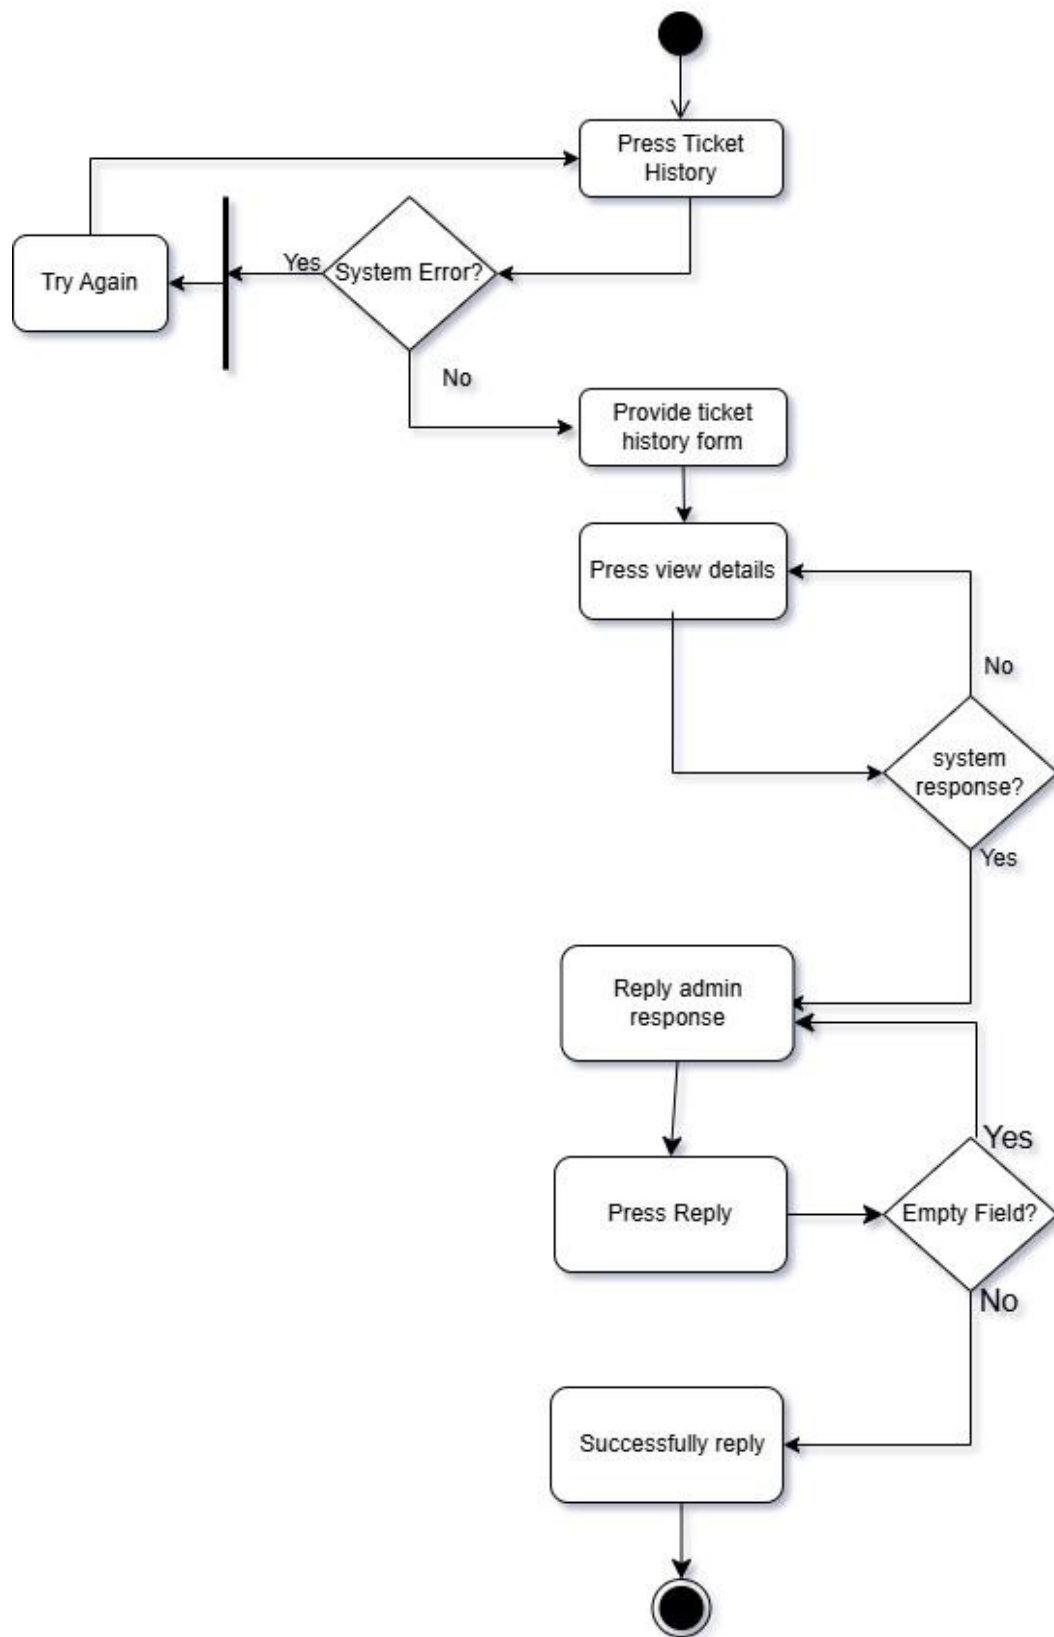 Press Ticket
History
Try Again
Yes
System Error?
No
Provide ticket
history form
Press view details
No
system
response?
Yes
Reply admin
response
Yes
Press Reply
Empty Field?
No
Successfully reply